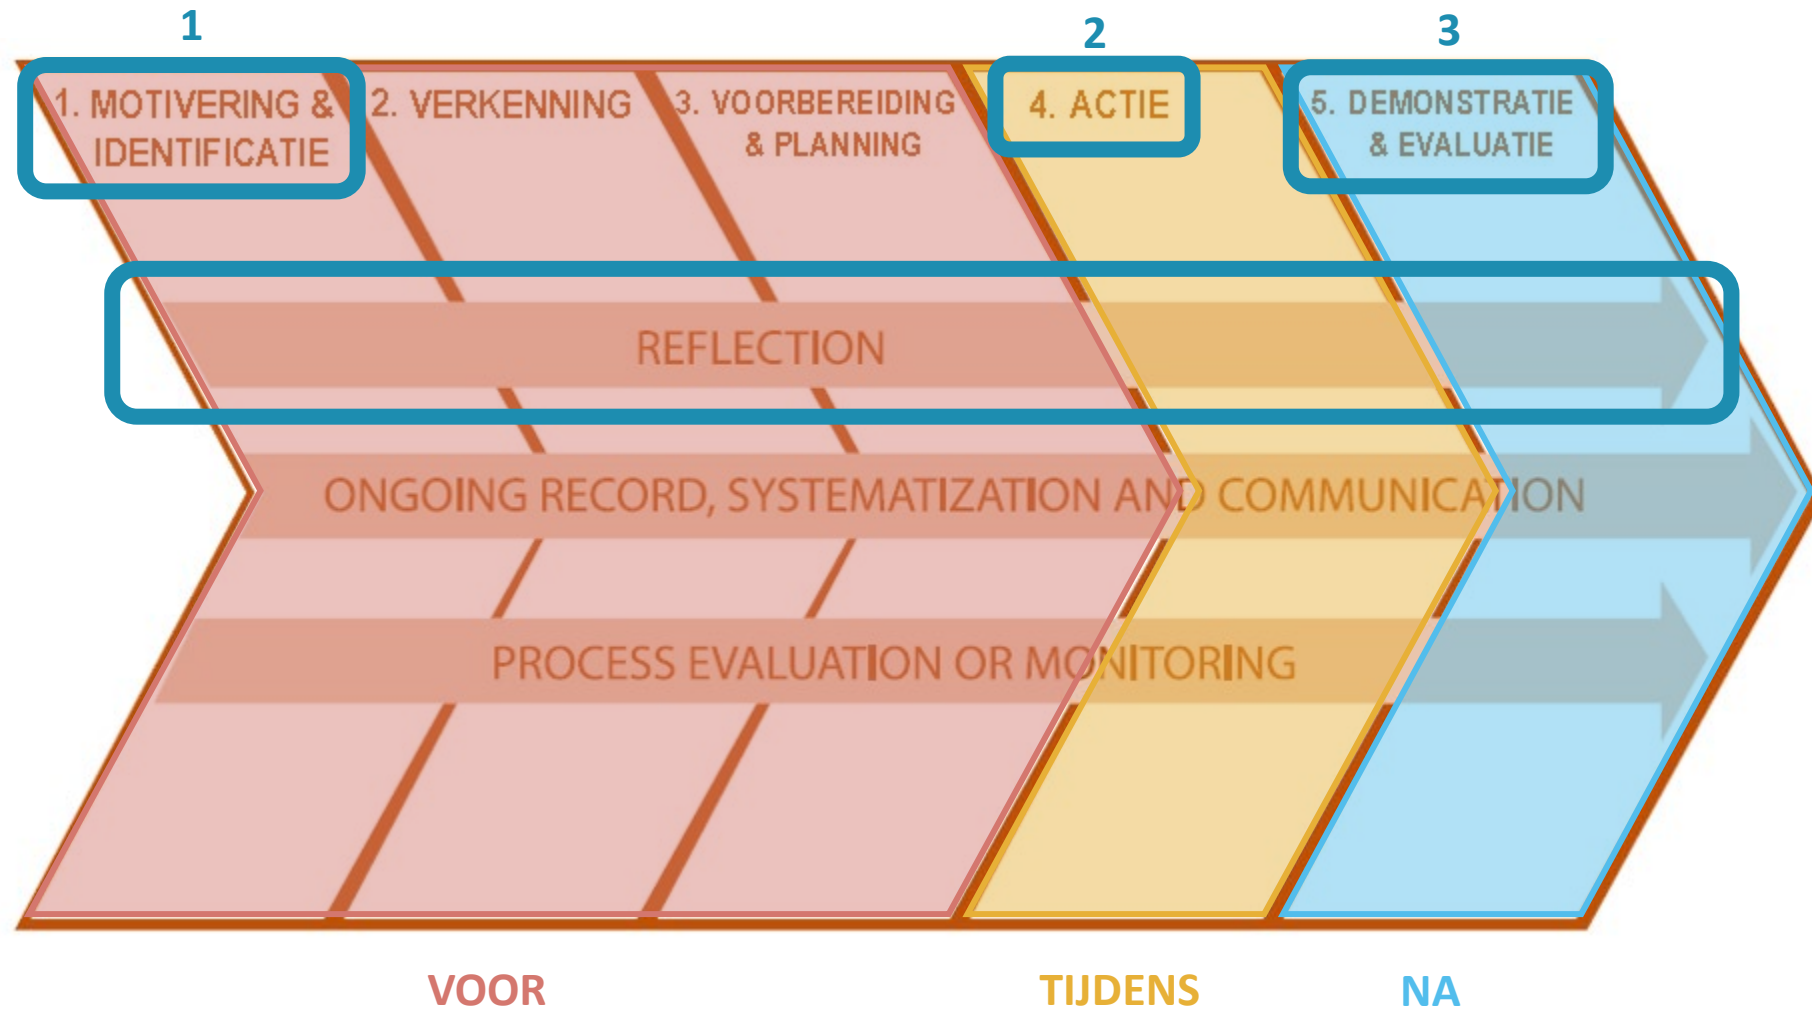 1
2
3
1. MOTIVERING &
IDENTIFICATIE
2. VERKENNING
3. VOORBEREIDING
& PLANNING
4. ACTIE
5. DEMONSTRATIE
& EVALUATIE
REFLECTION
ONGOING RECORD, SYSTEMATIZATION AND COMMUNICATION
PROCESS EVALUATION OR MONITORING
VOOR
TIJDENS
NA